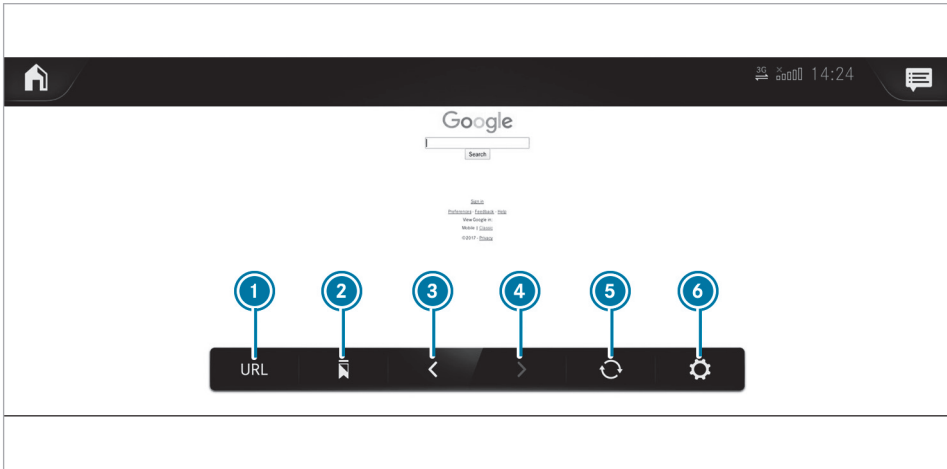 3G 14:24
Google
Search
Sign in
Preferences - Feedback - Help
View Google in:
Mobile | Classic
©2017 - Privacy
1 2 3 4 5 6
URL